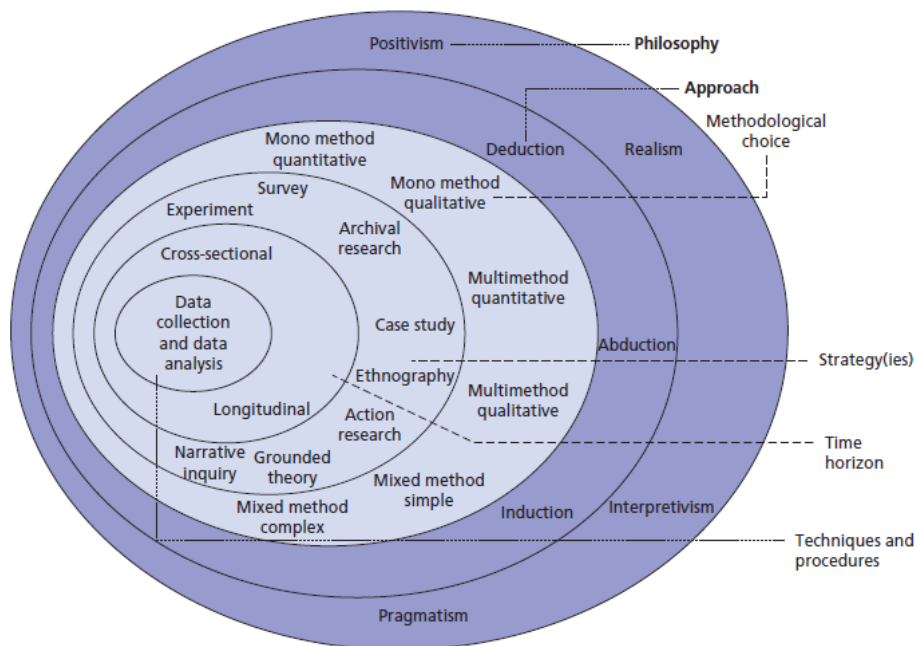 Positivism
Philosophy
Approach
Methodological
choice
Mono method
quantitative
Deduction
Realism
Mono method
qualitative
Survey
Experiment
Archival
research
Cross-sectional
Multimethod
quantitative
Data
collection
and data
analysis
Case study
Abduction
Strategy(ies)
Ethnography
Multimethod
qualitative
Longitudinal
Action
research
Time
horizon
Narrative
inquiry
Grounded
theory
Mixed method
simple
Mixed method
complex
Induction
Interpretivism
Techniques and
procedures
Pragmatism